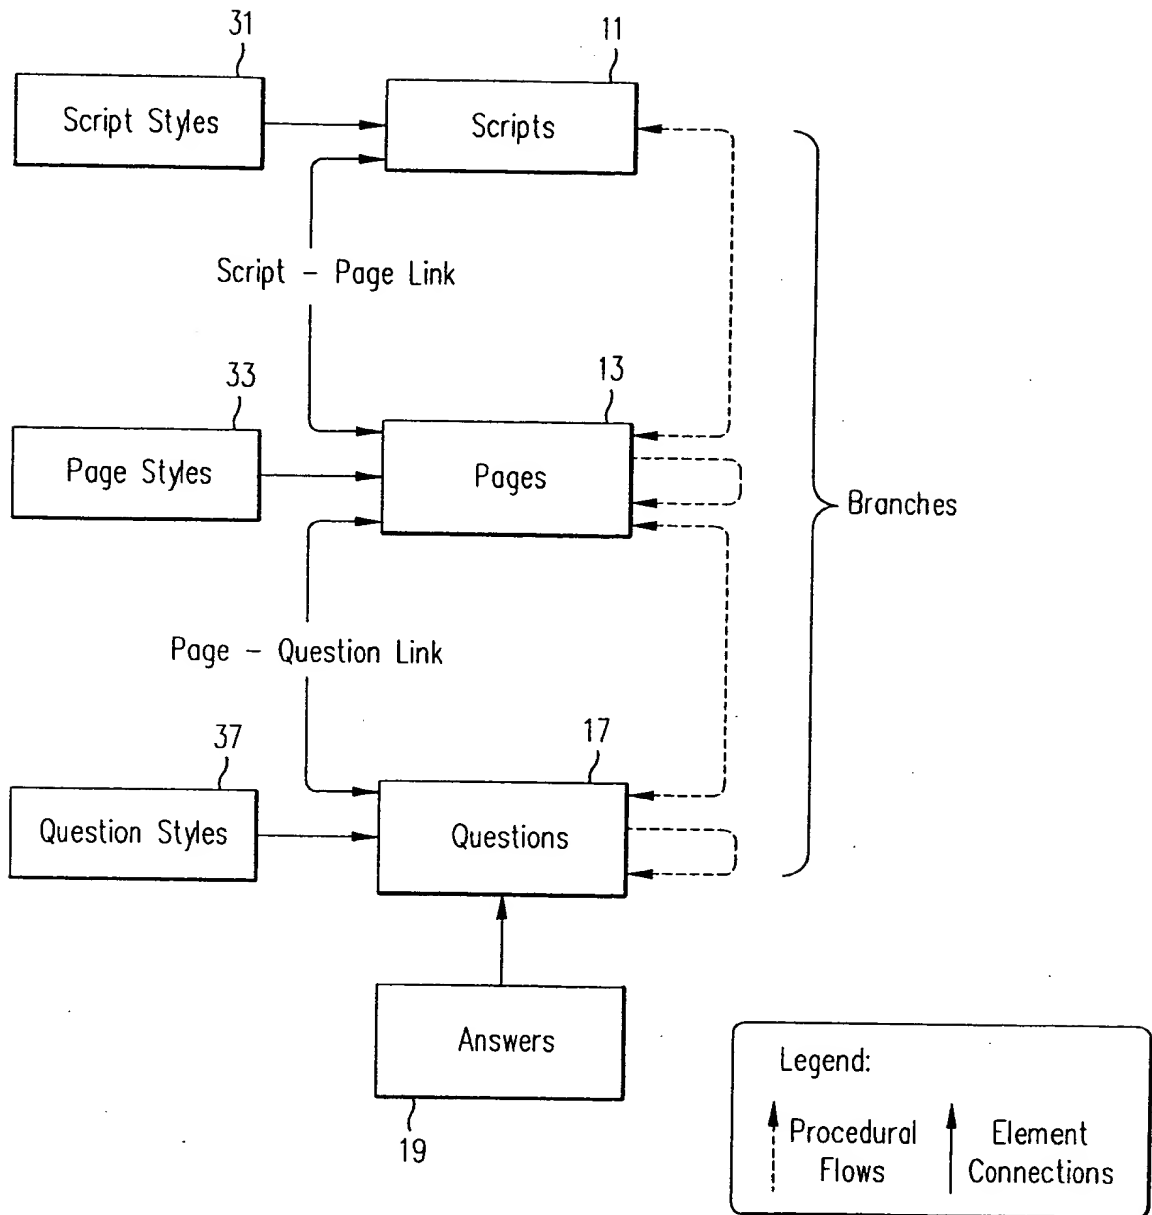 31
11
Script Styles
Scripts
Script – Page Link
33
13
Page Styles
Pages
Branches
Page – Question Link
37
17
Question Styles
Questions
Answers
19
Legend:
Procedural
Flows
Element
Connections